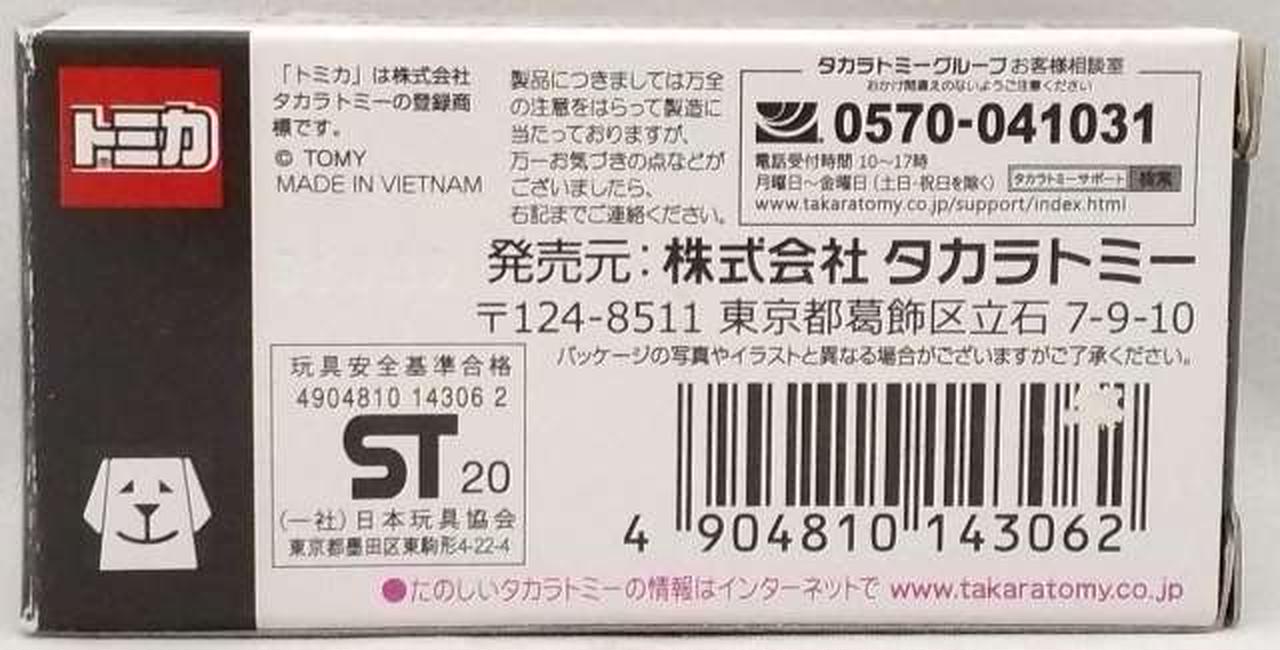 トミカ
「トミカ」は株式会社
タカラトミーの登録商
標です。
© TOMY
MADE IN VIETNAM
製品につきましては万全
の注意をはらって製造に
当たっておりますが、
万一お気づきの点などが
ございましたら、
右記までご連絡ください。
タカラトミーグループお客様相談室
おかけ間違えのないようご注意ください
0570-041031
電話受付時間 10〜17時
月曜日〜金曜日（土日・祝日を除く）
タカラトミーサポート 検索
www.takaratomy.co.jp/support/index.html
発売元：株式会社 タカラトミー
〒124-8511 東京都葛飾区立石 7-9-10
パッケージの写真やイラストと異なる場合がございますがご了承ください。
玩具安全基準合格
4904810 14306 2
ST 20
(一社)日本玩具協会
東京都墨田区東駒形4-22-4
4 904810 143062
●たのしいタカラトミーの情報はインターネットで www.takaratomy.co.jp